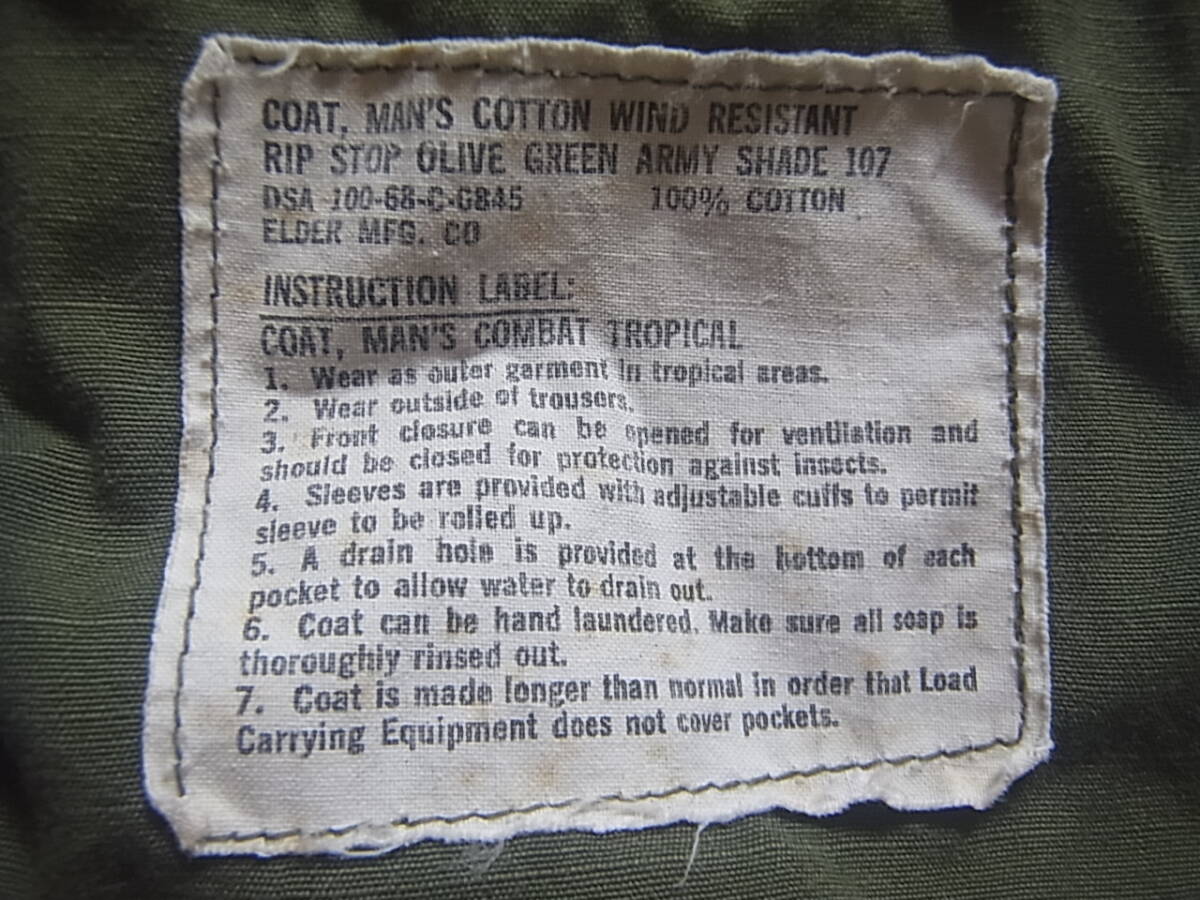 COAT, MAN'S COTTON WIND RESISTANT
RIP STOP OLIVE GREEN ARMY SHADE 107
DSA 100-68-C- 100% COTTON
ELDER MFG. CO
INSTRUCTION LABEL:
COAT, MAN'S COMBAT TROPICAL
1. Wear as outer garment in tropical areas.
2. Wear outside of trousers.
3. Front closure can be opened for ventilation and
should be closed for protection against insects.
4. Sleeves are provided with adjustable cuffs to permit
sleeve to be rolled up.
5. A drain hole is provided at the bottom of each
pocket to allow water to drain out.
6. Coat can be hand laundered. Make sure all soap is
thoroughly rinsed out.
7. Coat is made longer than normal in order that Load
Carrying Equipment does not cover pockets.